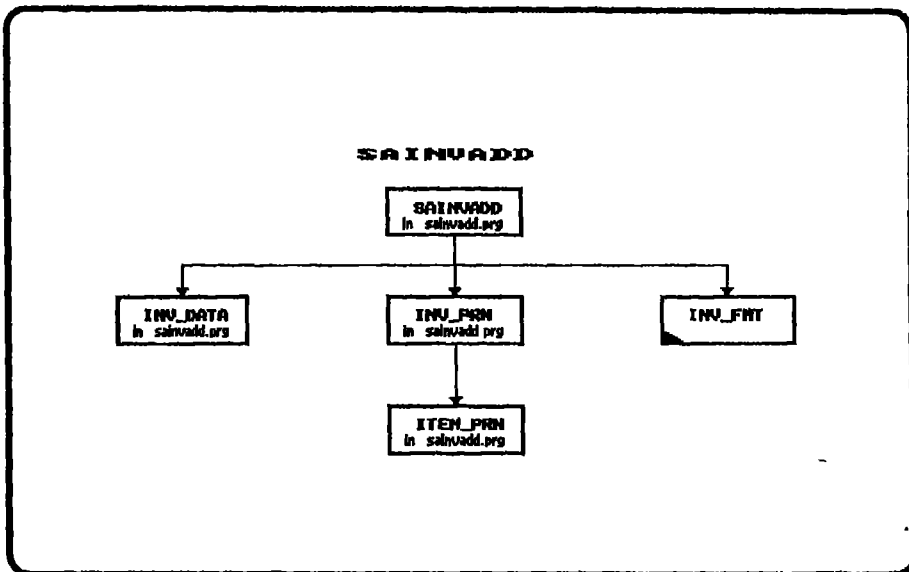 SAINVADD
SAINVADD
in sainvadd.prg
INV_DATA
in sainvadd.prg
INV_PRN
in sainvadd prg
INV_FMT
ITEM_PRN
in sainvadd.prg